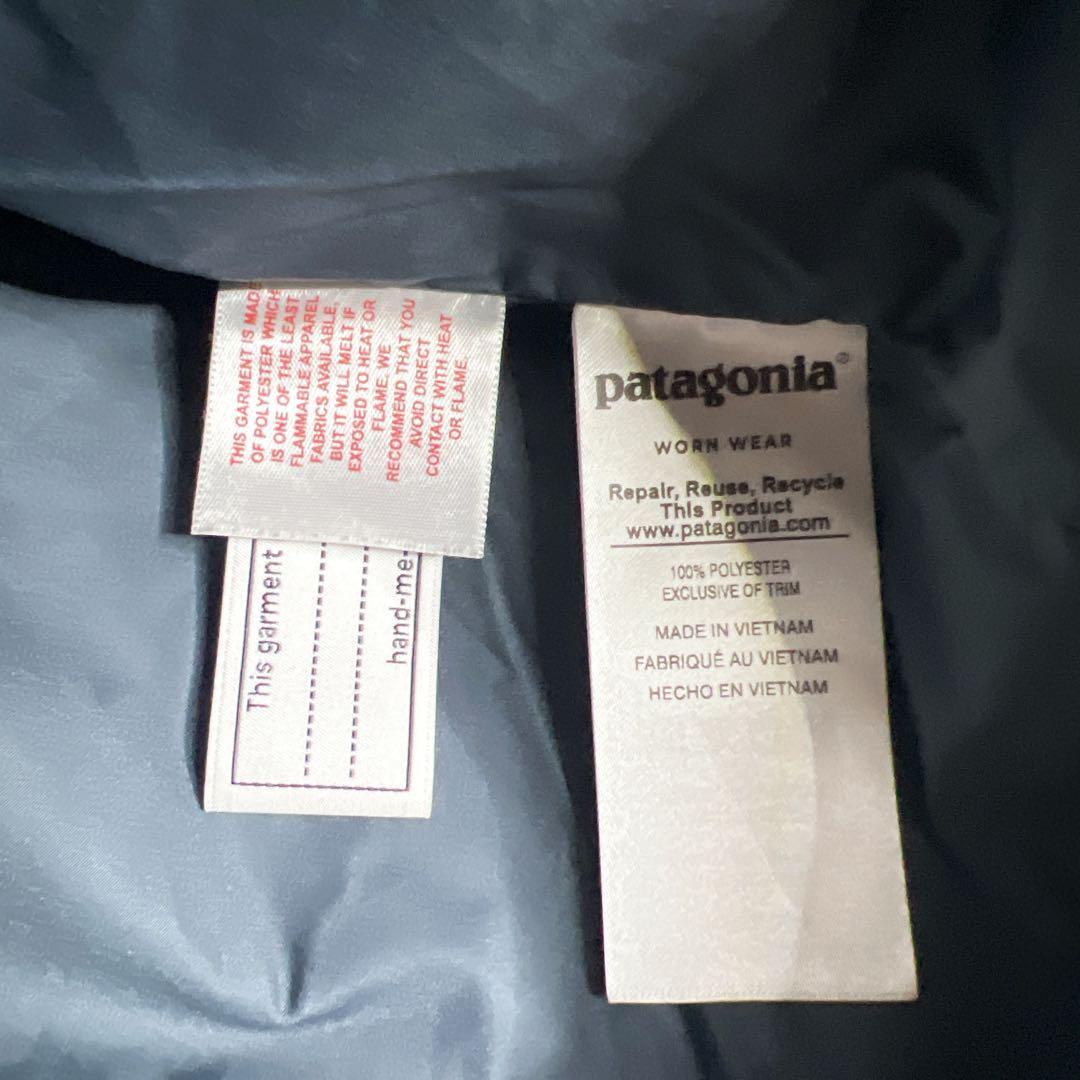 THIS GARMENT IS MADE
OF POLYESTER WHICH
IS ONE OF THE LEAST
FLAMMABLE APPAREL
FABRICS AVAILABLE,
BUT IT WILL MELT IF
EXPOSED TO HEAT OR
FLAME. WE
RECOMMEND THAT YOU
AVOID DIRECT
CONTACT WITH HEAT
OR FLAME.
This garment
hand-me-
patagonia®
WORN WEAR
Repair, Reuse, Recycle
This Product
www.patagonia.com
100% POLYESTER
EXCLUSIVE OF TRIM
MADE IN VIETNAM
FABRIQUÉ AU VIETNAM
HECHO EN VIETNAM